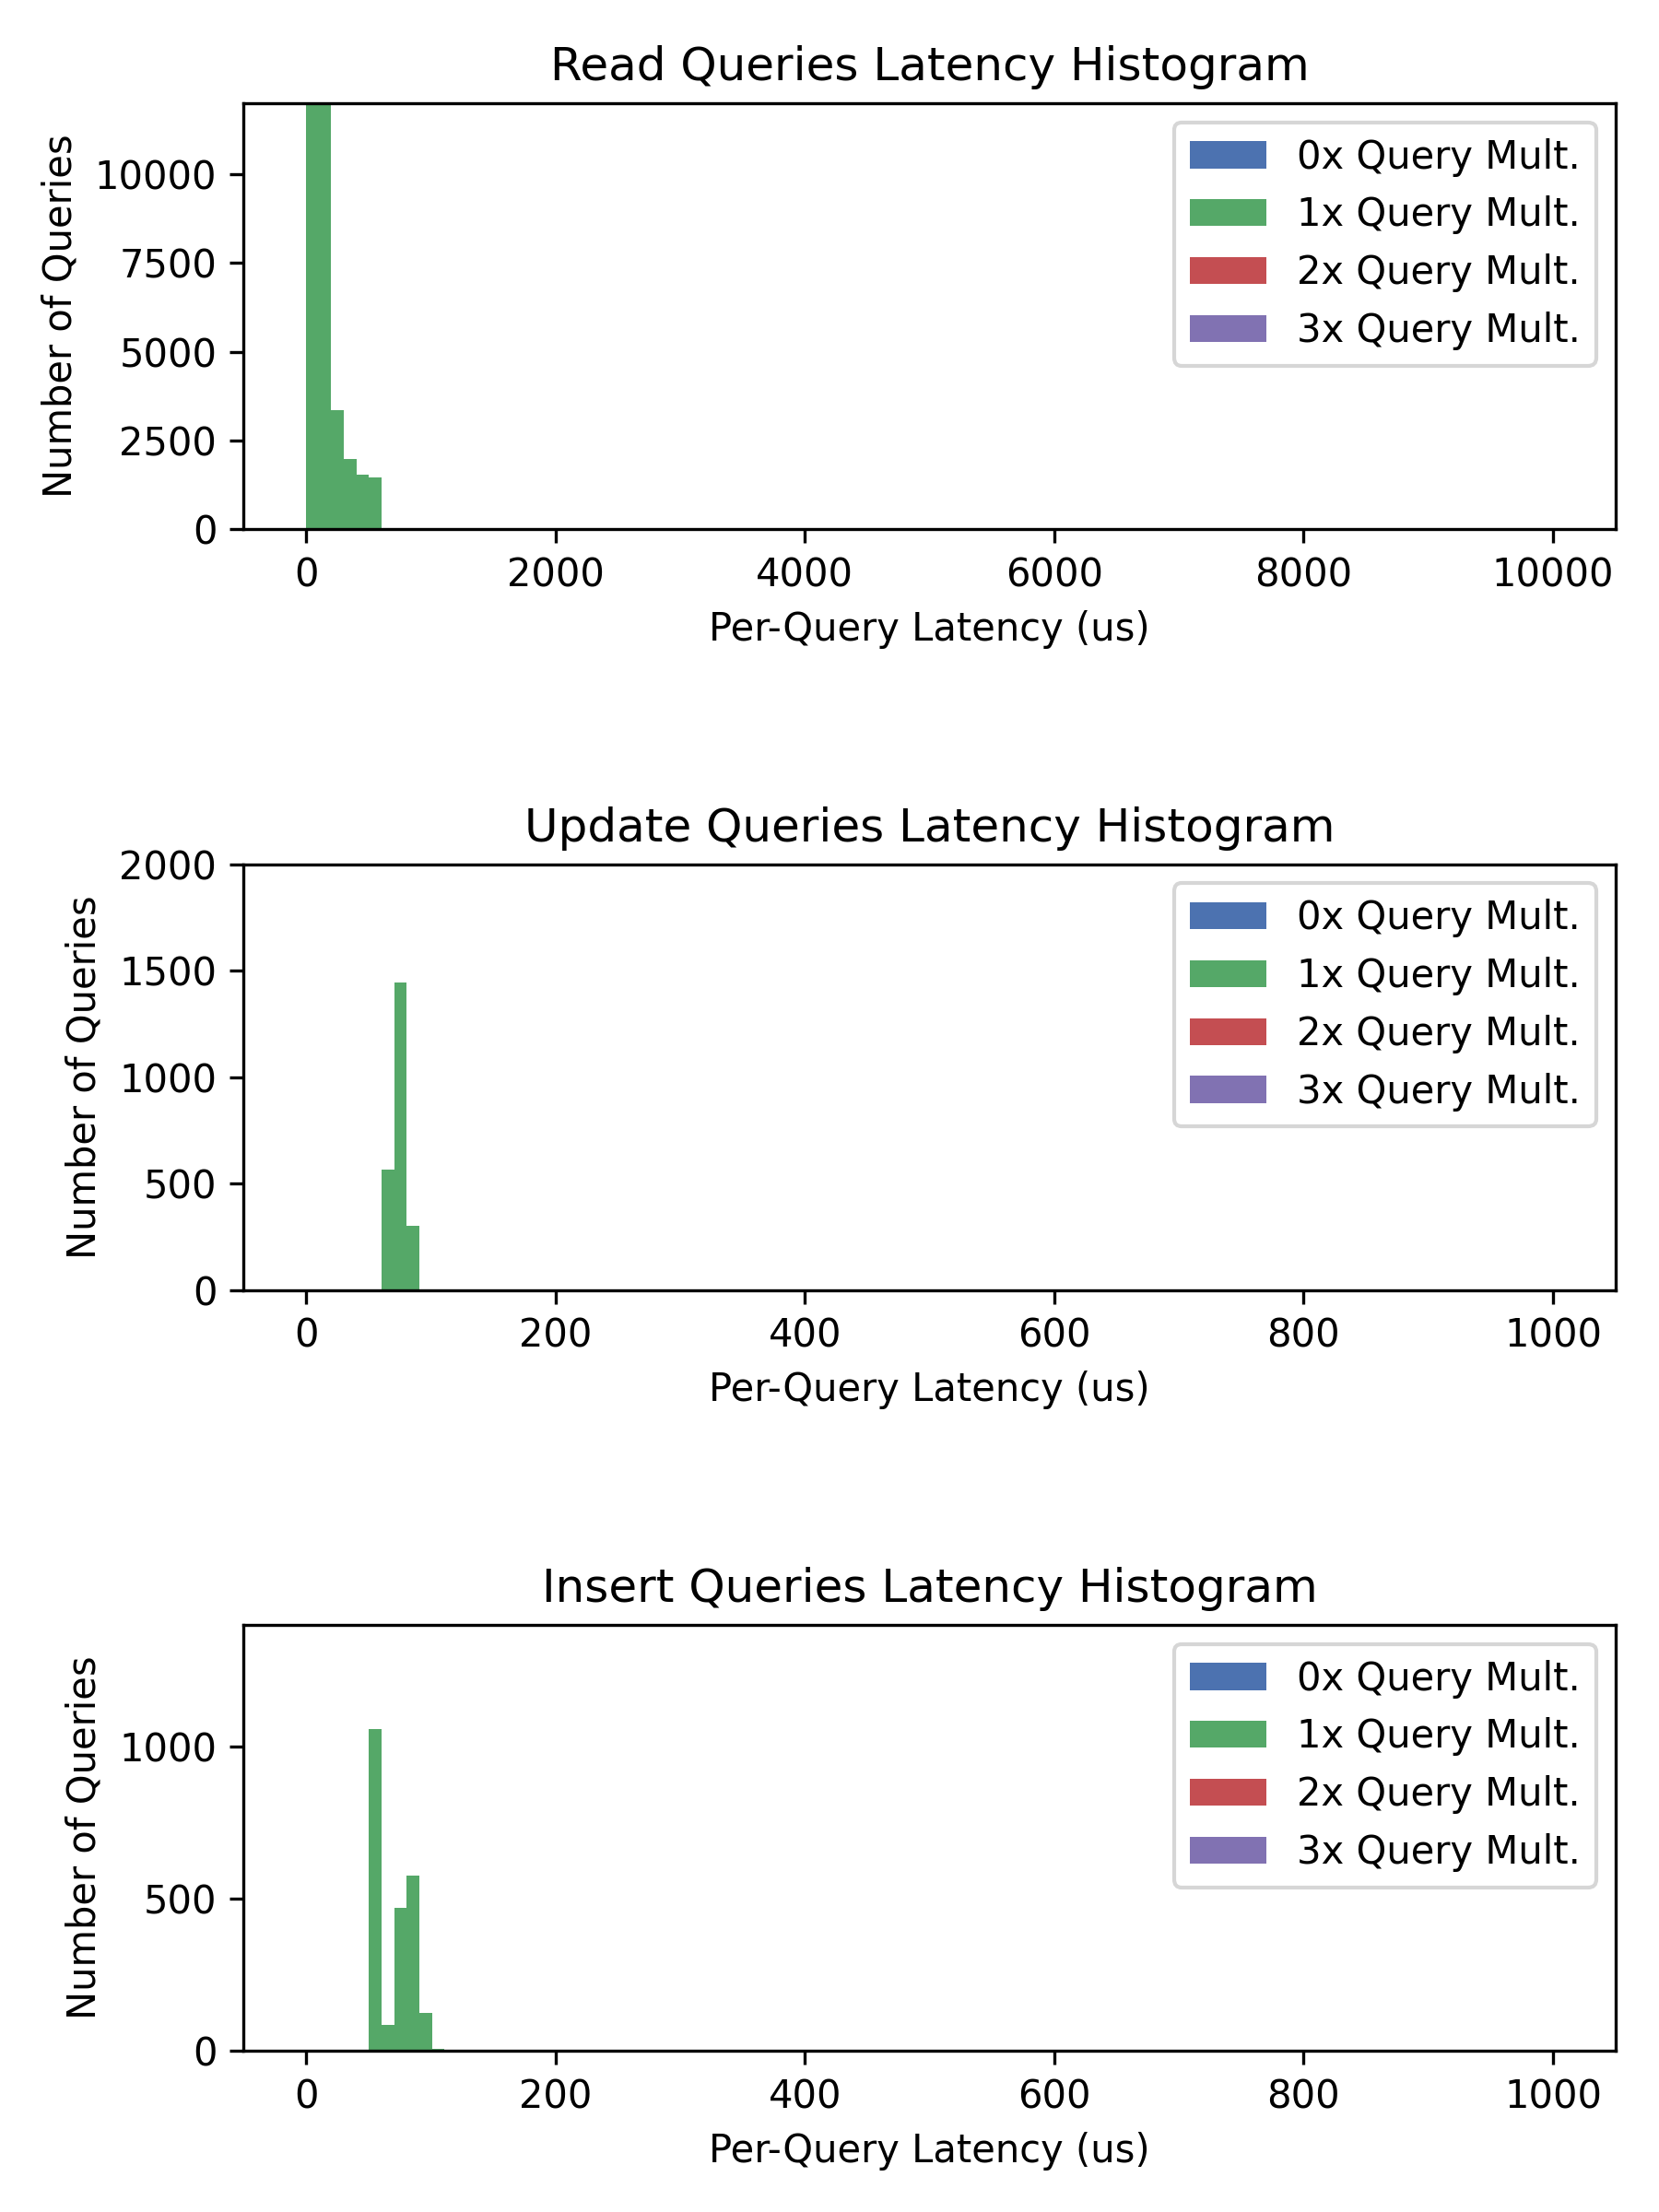 Read Queries Latency Histogram
Number of Queries
10000
7500
5000
2500
0
0x Query Mult.
1x Query Mult.
2x Query Mult.
3x Query Mult.
0 2000 4000 6000 8000 10000
Per-Query Latency (us)
Update Queries Latency Histogram
Number of Queries
2000
1500
1000
500
0
0x Query Mult.
1x Query Mult.
2x Query Mult.
3x Query Mult.
0 200 400 600 800 1000
Per-Query Latency (us)
Insert Queries Latency Histogram
Number of Queries
1000
500
0
0x Query Mult.
1x Query Mult.
2x Query Mult.
3x Query Mult.
0 200 400 600 800 1000
Per-Query Latency (us)